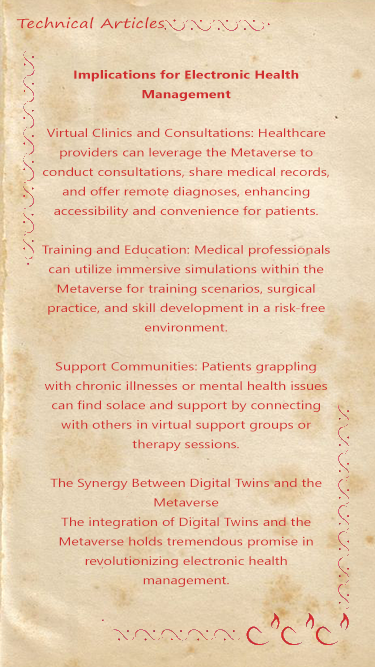 Technical Articles
Implications for Electronic Health
Management
Virtual Clinics and Consultations: Healthcare
providers can leverage the Metaverse to
conduct consultations, share medical records,
and offer remote diagnoses, enhancing
accessibility and convenience for patients.
Training and Education: Medical professionals
can utilize immersive simulations within the
Metaverse for training scenarios, surgical
practice, and skill development in a risk-free
environment.
Support Communities: Patients grappling
with chronic illnesses or mental health issues
can find solace and support by connecting
with others in virtual support groups or
therapy sessions.
The Synergy Between Digital Twins and the
Metaverse
The integration of Digital Twins and the
Metaverse holds tremendous promise in
revolutionizing electronic health
management.